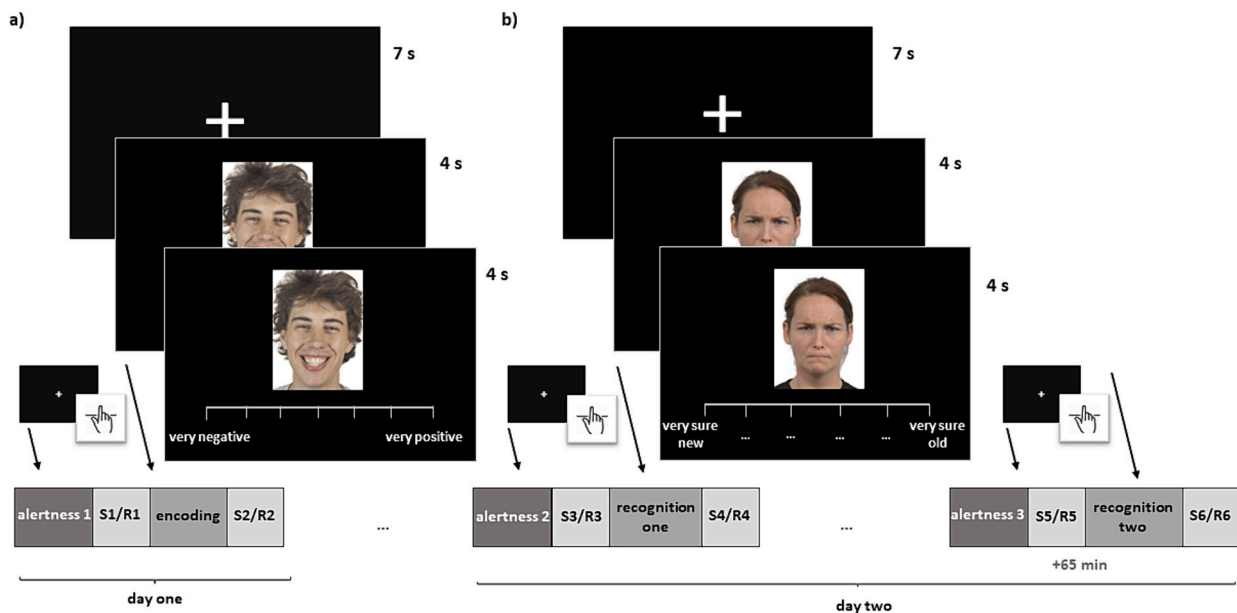 a)
7 s
4 s
4 s
very negative
very positive
alertness 1
S1/R1
encoding
S2/R2
...
day one
b)
7 s
4 s
4 s
very sure new
...
...
...
...
very sure old
alertness 2
S3/R3
recognition one
S4/R4
...
alertness 3
S5/R5
recognition two
S6/R6
+65 min
day two